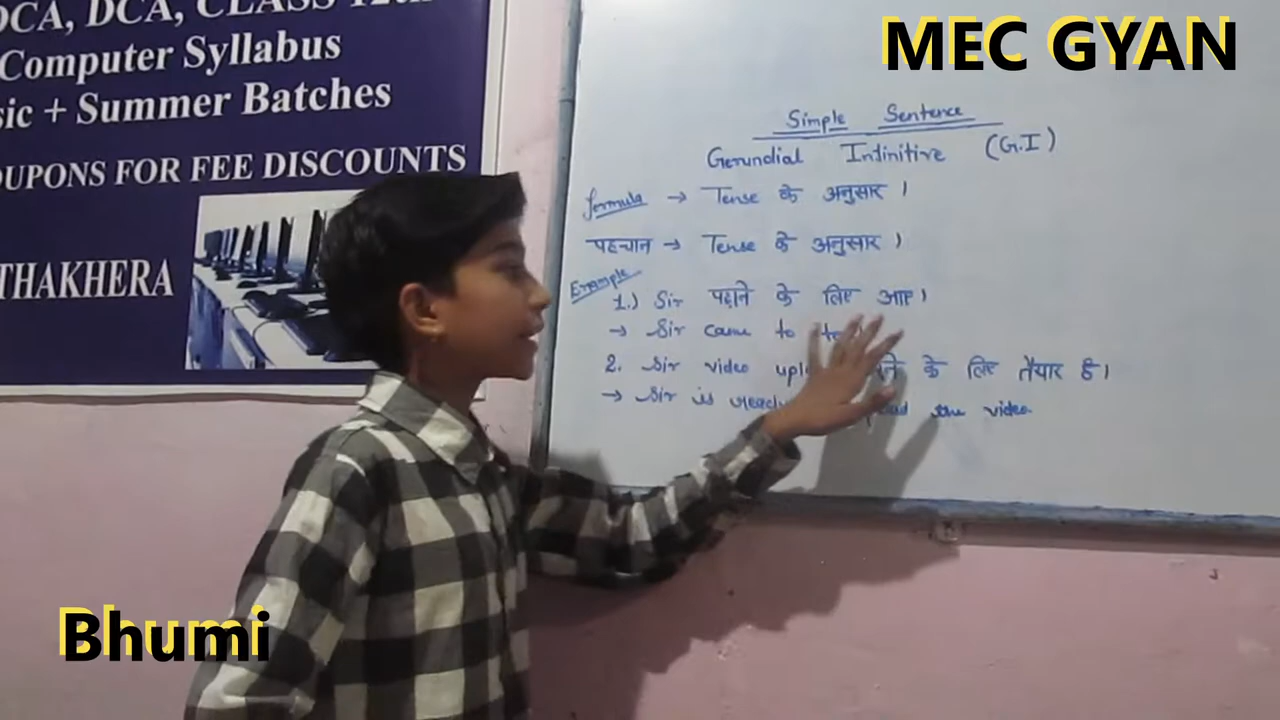 DCA, DCA, CLASS 12th
Computer Syllabus
sic + Summer Batches
OUPONS FOR FEE DISCOUNTS
THAKHERA
MEC GYAN
Simple Sentence
Gerundial Infinitive (G.I)
formula → Tense के अनुसार।
पहचान → Tense के अनुसार।
Example
1.) Sir पढ़ाने के लिए आए।
→ Sir came to
2. Sir video के लिए तैयार है।
→ Sir is the video.
Bhumi